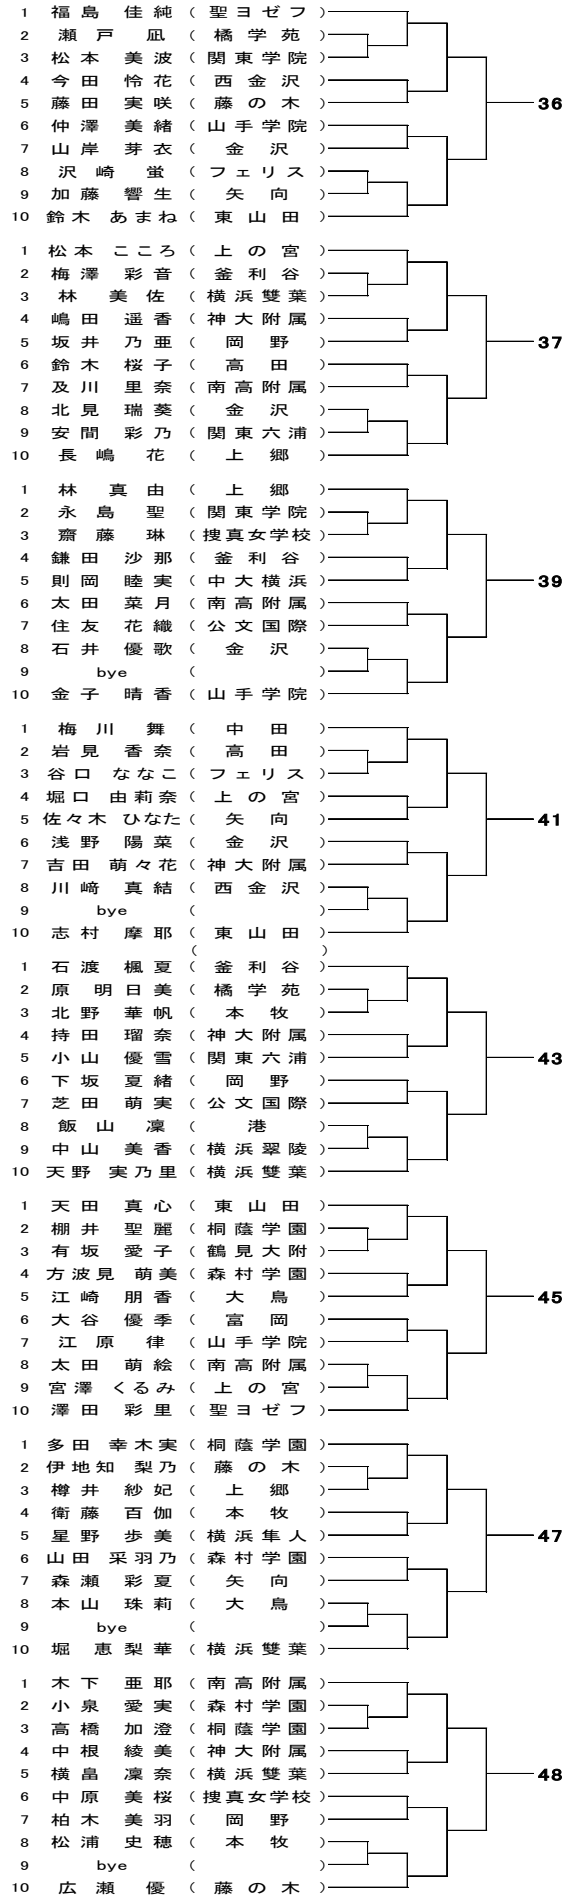 1 福島 佳純 ( 聖ヨゼフ )
2 瀬戸 凪 ( 橘学苑 )
3 松本 美波 ( 関東学院 )
4 今田 怜花 ( 西金沢 )
5 藤田 実咲 ( 藤の木 )
36
6 仲澤 美緒 ( 山手学院 )
7 山岸 芽衣 ( 金沢 )
8 沢崎 蛍 ( フェリス )
9 加藤 響生 ( 矢向 )
10 鈴木 あまね ( 東山田 )
1 松本 こころ ( 上の宮 )
2 梅澤 彩音 ( 釜利谷 )
3 林 美佐 ( 横浜雙葉 )
4 嶋田 遥香 ( 神大附属 )
5 坂井 乃亜 ( 岡野 )
37
6 鈴木 桜子 ( 高田 )
7 及川 里奈 ( 南高附属 )
8 北見 瑞葵 ( 金沢 )
9 安間 彩乃 ( 関東六浦 )
10 長嶋 花 ( 上郷 )
1 林 真由 ( 上郷 )
2 永島 聖 ( 関東学院 )
3 齋藤 琳 ( 捜真女学校 )
4 鎌田 沙那 ( 釜利谷 )
5 則岡 睦実 ( 中大横浜 )
39
6 太田 菜月 ( 南高附属 )
7 住友 花織 ( 公文国際 )
8 石井 優歌 ( 金沢 )
9 bye ( )
10 金子 晴香 ( 山手学院 )
1 梅川 舞 ( 中田 )
2 岩見 香奈 ( 高田 )
3 谷口 ななこ ( フェリス )
4 堀口 由莉奈 ( 上の宮 )
5 佐々木 ひなた ( 矢向 )
41
6 浅野 陽菜 ( 金沢 )
7 吉田 萌々花 ( 神大附属 )
8 川﨑 真結 ( 西金沢 )
9 bye ( )
10 志村 摩耶 ( 東山田 )
( )
1 石渡 楓夏 ( 釜利谷 )
2 原 明日美 ( 橘学苑 )
3 北野 華帆 ( 本牧 )
4 持田 瑠奈 ( 神大附属 )
5 小山 優雪 ( 関東六浦 )
43
6 下坂 夏緒 ( 岡野 )
7 芝田 萌実 ( 公文国際 )
8 飯山 凜 ( 港 )
9 中山 美香 ( 横浜翠陵 )
10 天野 実乃里 ( 横浜雙葉 )
1 天田 真心 ( 東山田 )
2 棚井 聖麗 ( 桐蔭学園 )
3 有坂 愛子 ( 鶴見大附 )
4 方波見 萌美 ( 森村学園 )
5 江崎 朋香 ( 大鳥 )
45
6 大谷 優季 ( 富岡 )
7 江原 律 ( 山手学院 )
8 太田 萌絵 ( 南高附属 )
9 宮澤 くるみ ( 上の宮 )
10 澤田 彩里 ( 聖ヨゼフ )
1 多田 幸木実 ( 桐蔭学園 )
2 伊地知 梨乃 ( 藤の木 )
3 樽井 紗妃 ( 上郷 )
4 衛藤 百伽 ( 本牧 )
5 星野 歩美 ( 横浜隼人 )
47
6 山田 采羽乃 ( 森村学園 )
7 森瀬 彩夏 ( 矢向 )
8 本山 珠莉 ( 大鳥 )
9 bye ( )
10 堀 恵梨華 ( 横浜雙葉 )
1 木下 亜耶 ( 南高附属 )
2 小泉 愛実 ( 森村学園 )
3 高橋 加澄 ( 桐蔭学園 )
4 中根 綾美 ( 神大附属 )
5 横畠 凜奈 ( 横浜雙葉 )
48
6 中原 美桜 ( 捜真女学校 )
7 柏木 美羽 ( 岡野 )
8 松浦 史穂 ( 本牧 )
9 bye ( )
10 広瀬 優 ( 藤の木 )